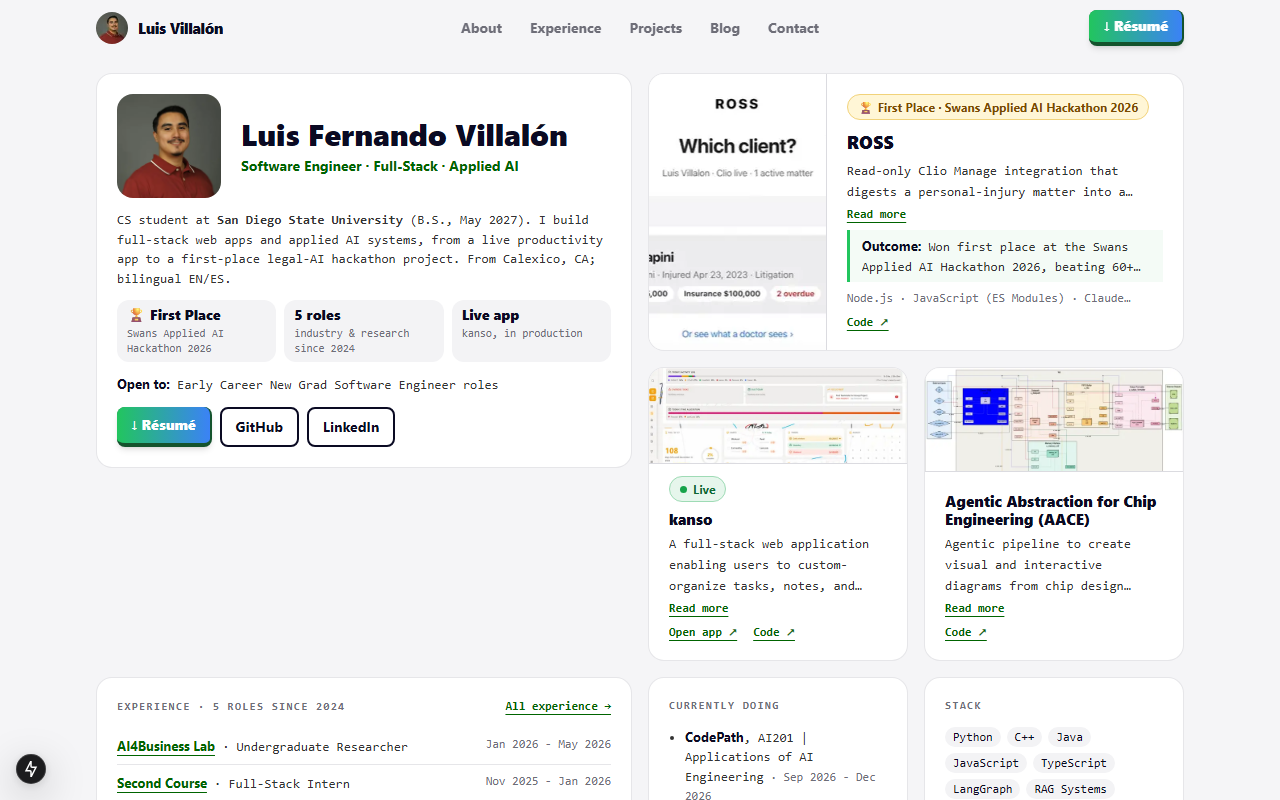 Luis Villalón
About Experience Projects Blog Contact
↓ Résumé
Luis Fernando Villalón
Software Engineer · Full-Stack · Applied AI
CS student at San Diego State University (B.S., May 2027). I build
full-stack web apps and applied AI systems, from a live productivity
app to a first-place legal-AI hackathon project. From Calexico, CA;
bilingual EN/ES.
🏆 First Place
Swans Applied AI
Hackathon 2026
5 roles
industry & research
since 2024
Live app
kanso, in production
Open to: Early Career New Grad Software Engineer roles
↓ Résumé
GitHub
LinkedIn
ROSS
Which client?
Luis Villalon · Clio live · 1 active matter
apini
ni · Injured Apr 23, 2023 · Litigation
5,000 Insurance $100,000 2 overdue
Or see what a doctor sees ›
🏆 First Place · Swans Applied AI Hackathon 2026
ROSS
Read-only Clio Manage integration that
digests a personal-injury matter into a…
Read more
Outcome: Won first place at the Swans
Applied AI Hackathon 2026, beating 60+…
Node.js · JavaScript (ES Modules) · Claude…
Code ↗
108
Live
kanso
A full-stack web application
enabling users to custom-
organize tasks, notes, and…
Read more
Open app ↗ Code ↗
Agentic Abstraction for Chip
Engineering (AACE)
Agentic pipeline to create
visual and interactive
diagrams from chip design…
Read more
Code ↗
EXPERIENCE · 5 ROLES SINCE 2024
All experience →
AI4Business Lab · Undergraduate Researcher Jan 2026 - May 2026
Second Course · Full-Stack Intern Nov 2025 - Jan 2026
CURRENTLY DOING
• CodePath, AI201 |
Applications of AI
Engineering · Sep 2026 - Dec
2026
STACK
Python C++ Java
JavaScript TypeScript
LangGraph RAG Systems